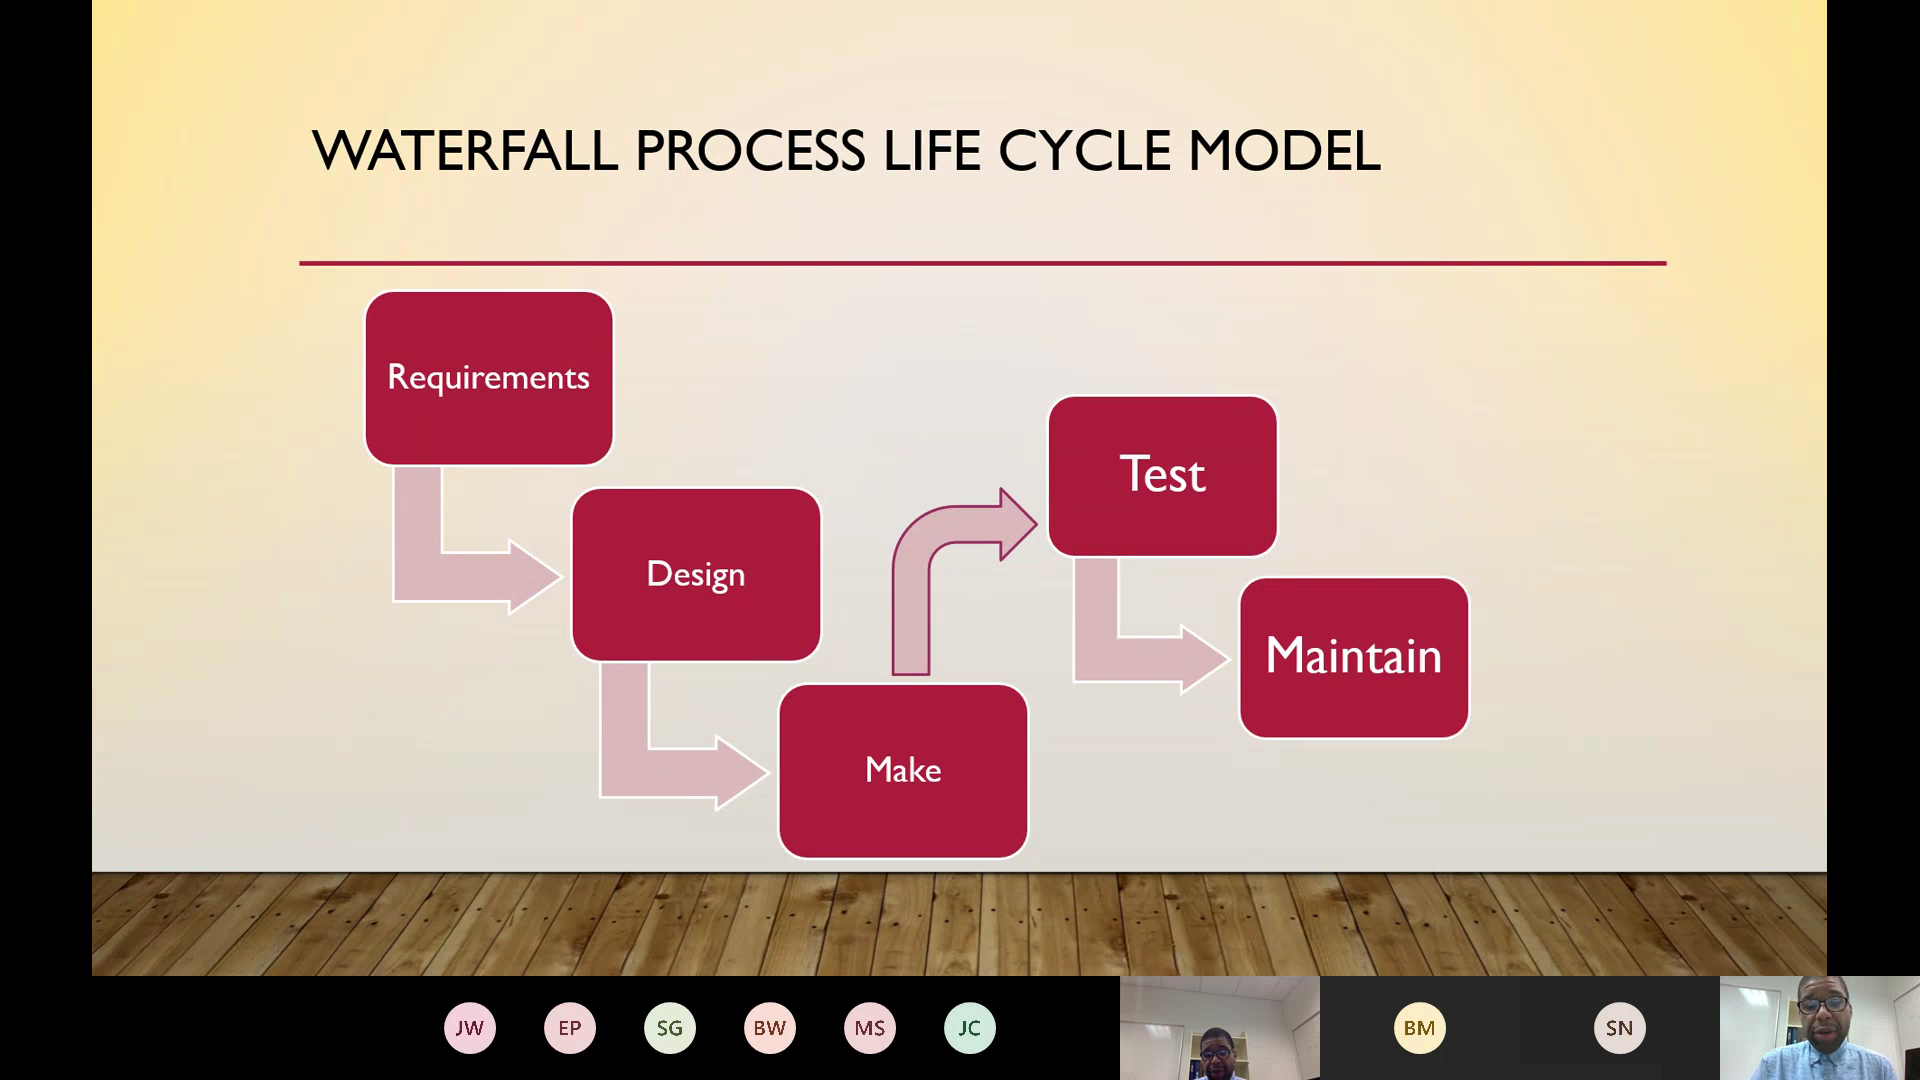 WATERFALL PROCESS LIFE CYCLE MODEL
Requirements
Test
Design
Maintain
Make
JW
EP
SG
BW
MS
JC
BM
SN